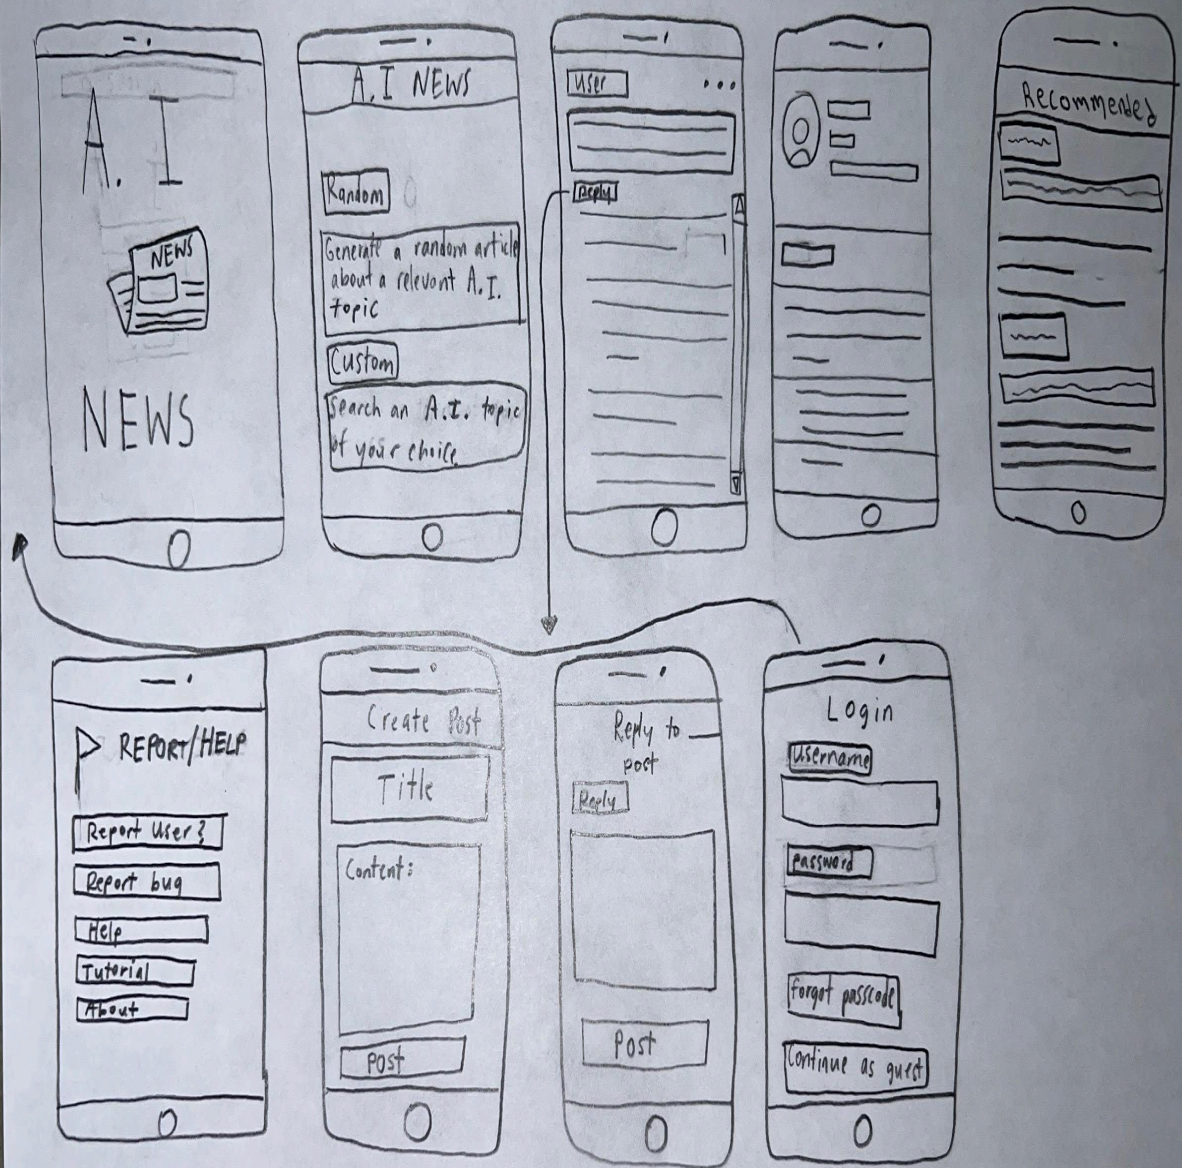 A. I
NEWS
NEWS
A.I NEWS
Random
Generate a random article
about a relevant A.I.
topic
Custom
Search an A.I. topic
of your choice
User
Reply
Recommended
REPORT/HELP
Report User?
Report bug
Help
Tutorial
About
Create Post
Title
Content:
Post
Reply to __
post
Reply
Post
Login
Username
password
forgot passcode
Continue as guest